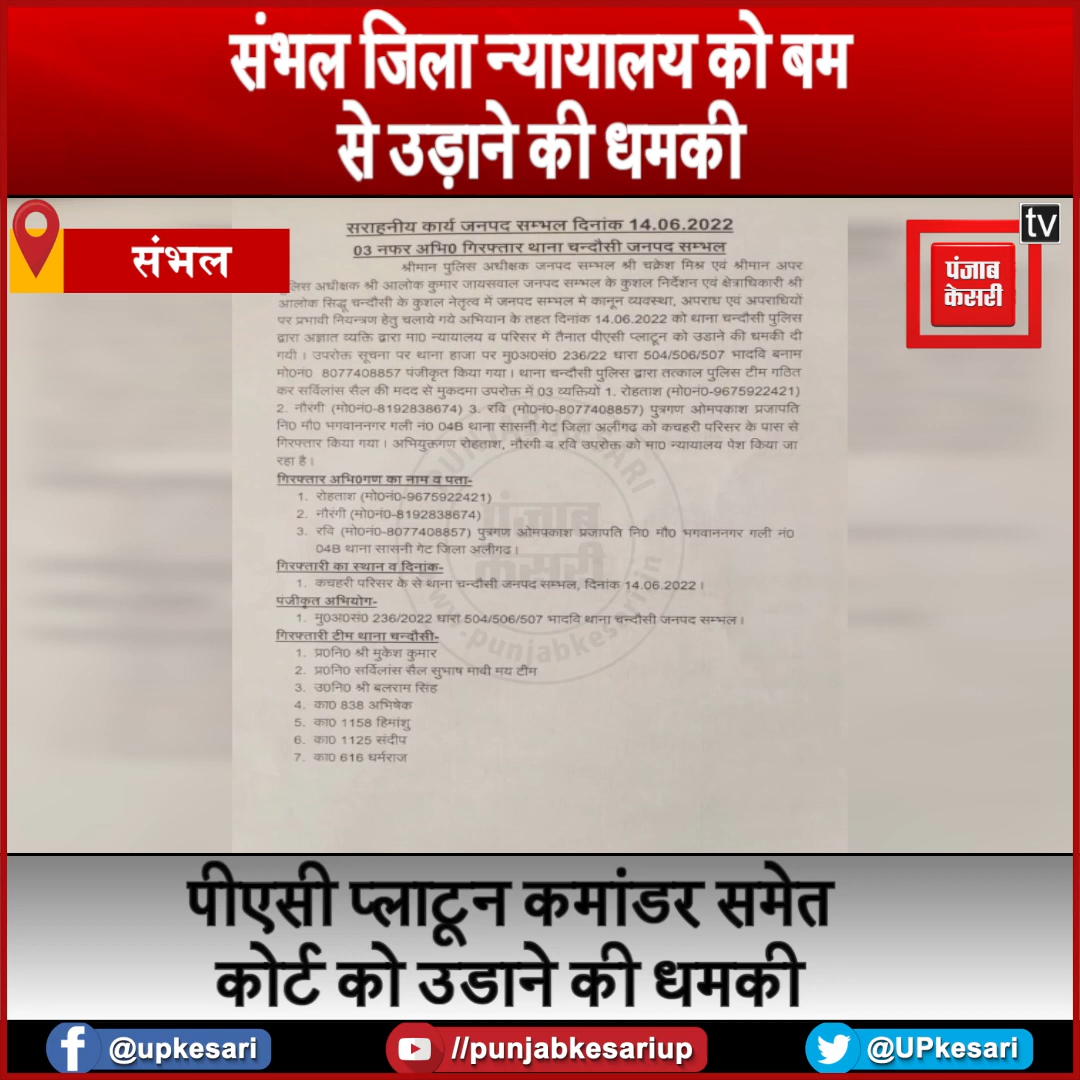 संभल जिला न्यायालय को बम
से उड़ाने की धमकी
tv
संभल
पंजाब
केसरी
सराहनीय कार्य जनपद सम्भल दिनांक 14.06.2022
03 नफर अभि0 गिरफ्तार थाना चन्दौसी जनपद सम्भल
श्रीमान पुलिस अधीक्षक जनपद सम्भल श्री चक्रेश मिश्र एवं श्रीमान अपर
लिस अधीक्षक श्री आलोक कुमार जायसवाल जनपद सम्भल के कुशल निर्देशन एवं क्षेत्राधिकारी श्री
आलोक सिद्धू चन्दौसी के कुशल नेतृत्व में जनपद सम्भल मे कानून व्यवस्था, अपराध एवं अपराधियों
पर प्रभावी नियन्त्रण हेतु चलाये गये अभियान के तहत दिनांक 14.06.2022 को थाना चन्दौसी पुलिस
द्वारा अज्ञात व्यक्ति द्वारा मा0 न्यायालय व परिसर में तैनात पीएसी प्लाटून को उडाने की धमकी दी
गयी । उपरोक्त सूचना पर थाना हाजा पर मु0अ0सं0 236/22 धारा 504/506/507 भादवि बनाम
मो0नं0 8077408857 पंजीकृत किया गया । थाना चन्दौसी पुलिस द्वारा तत्काल पुलिस टीम गठित
कर सर्विलांस सैल की मदद से मुकदमा उपरोक्त में 03 व्यक्तियो 1. रोहताश (मो0नं0-9675922421)
2. नौरंगी (मो0नं0-8192838674) 3. रवि (मो0नं0-8077408857) पुत्रगण ओमपकाश प्रजापति
नि0 मौ0 भगवाननगर गली नं0 04B थाना सासनी गेट जिला अलीगढ को कचहरी परिसर के पास से
गिरफ्तार किया गया । अभियुक्तगण रोहताश, नौरगी व रवि उपरोक्त को मा0 न्यायालय पेश किया जा
रहा है ।
गिरफ्तार अभि0गण का नाम व पता-
1. रोहताश (मो0नं0-9675922421)
2. नौरंगी (मो0नं0-8192838674)
3. रवि (मो0नं0-8077408857) पुत्रगण ओमपकाश प्रजापति नि0 मौ0 भगवाननगर गली नं0
04B थाना सासनी गेट जिला अलीगढ ।
गिरफ्तारी का स्थान व दिनांक-
1. कचहरी परिसर के से थाना चन्दौसी जनपद सम्भल, दिनांक 14.06.2022 ।
पंजीकृत अभियोग-
1. मु0अ0सं0 236/2022 धारा 504/506/507 भादवि थाना चन्दौसी जनपद सम्भल ।
गिरफ्तारी टीम थाना चन्दौसी-
1. प्र0नि0 श्री मुकेश कुमार
2. प्र0नि0 सर्विलांस सैल सुभाष मावी मय टीम
3. उ0नि0 श्री बलराम सिंह
4. का0 838 अभिषेक
5. का0 1158 हिमांशु
6. का0 1125 संदीप
7. का0 616 धर्मराज
पंजाब
केसरी
www.punjabkesari.in
पीएसी प्लाटून कमांडर समेत
कोर्ट को उडाने की धमकी
@upkesari
//punjabkesariup
@UPkesari